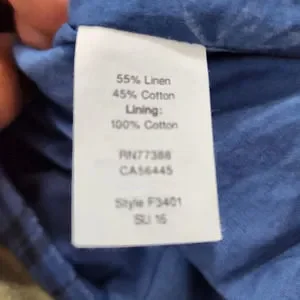 55% Linen
45% Cotton
Lining:
100% Cotton
RN77388
CA56445
Style F3401
SU 16